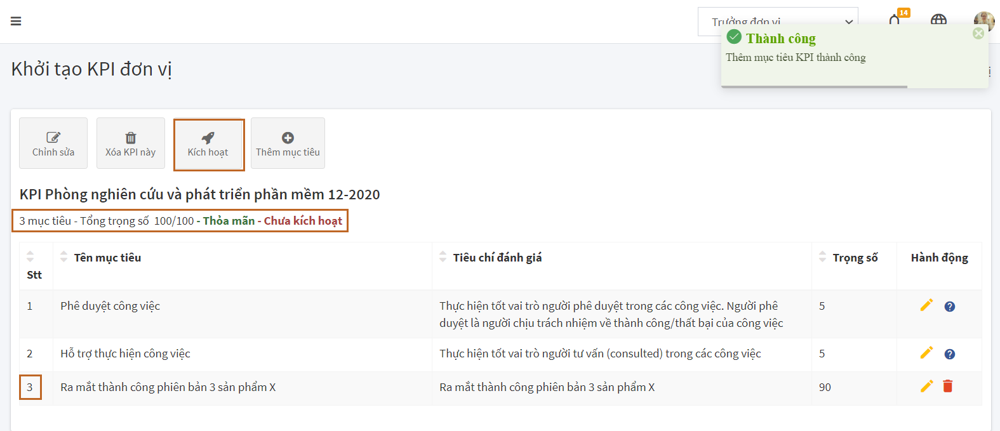 Trưởng đơn vị
14
Thành công
Thêm mục tiêu KPI thành công
Khởi tạo KPI đơn vị
Chỉnh sửa
Xóa KPI này
Kích hoạt
Thêm mục tiêu
KPI Phòng nghiên cứu và phát triển phần mềm 12-2020
3 mục tiêu - Tổng trọng số 100/100 - Thỏa mãn - Chưa kích hoạt
Stt Tên mục tiêu Tiêu chí đánh giá Trọng số Hành động
1 Phê duyệt công việc Thực hiện tốt vai trò người phê duyệt trong các công việc. Người phê 5
duyệt là người chịu trách nhiệm về thành công/thất bại của công việc
2 Hỗ trợ thực hiện công việc Thực hiện tốt vai trò người tư vấn (consulted) trong các công việc 5
3 Ra mắt thành công phiên bản 3 sản phẩm X Ra mắt thành công phiên bản 3 sản phẩm X 90